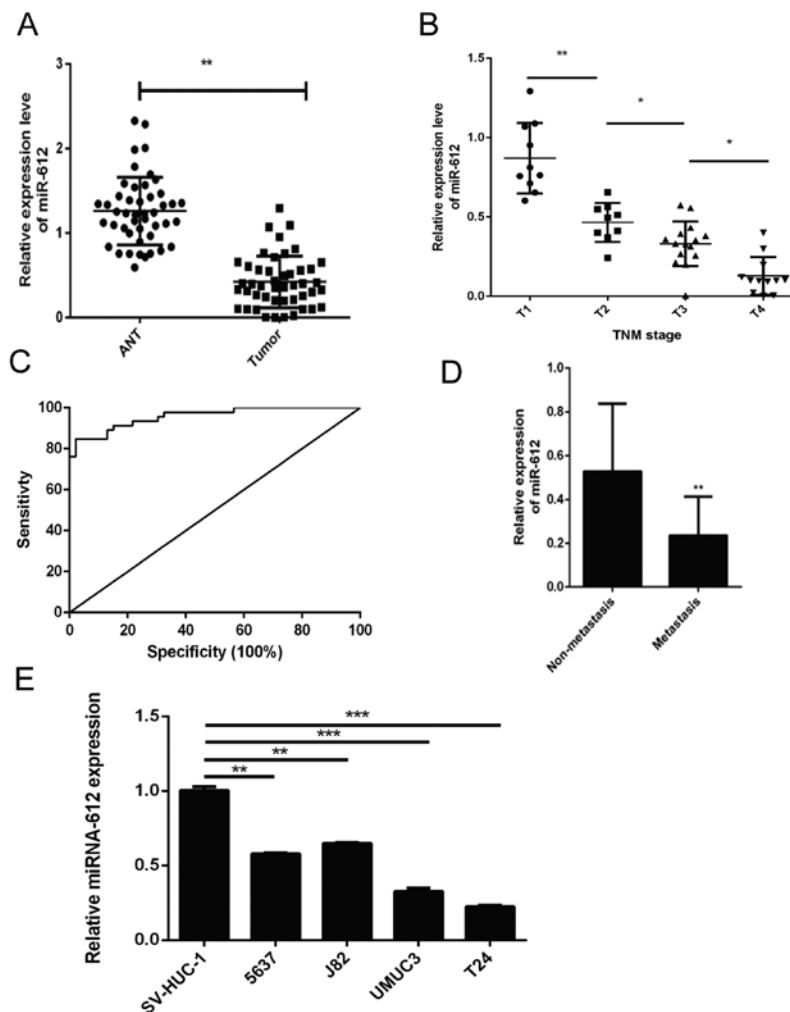 A
Relative expression level
of miR-612
3
2
1
0
**
ANT
Tumor
B
Relative expression leve
of miR-612
1.5
1.0
0.5
0.0
**
*
*
T1
T2
T3
T4
TNM stage
C
Sensitivty
100
80
60
40
20
0
0
20
40
60
80
100
Specificity (100%)
D
Relative expression
of miR-612
1.0
0.8
0.6
0.4
0.2
0.0
**
Non-metastasis
Metastasis
E
Relative miRNA-612 expression
1.5
1.0
0.5
0.0
***
***
**
**
SV-HUC-1
5637
J82
UMUC3
T24